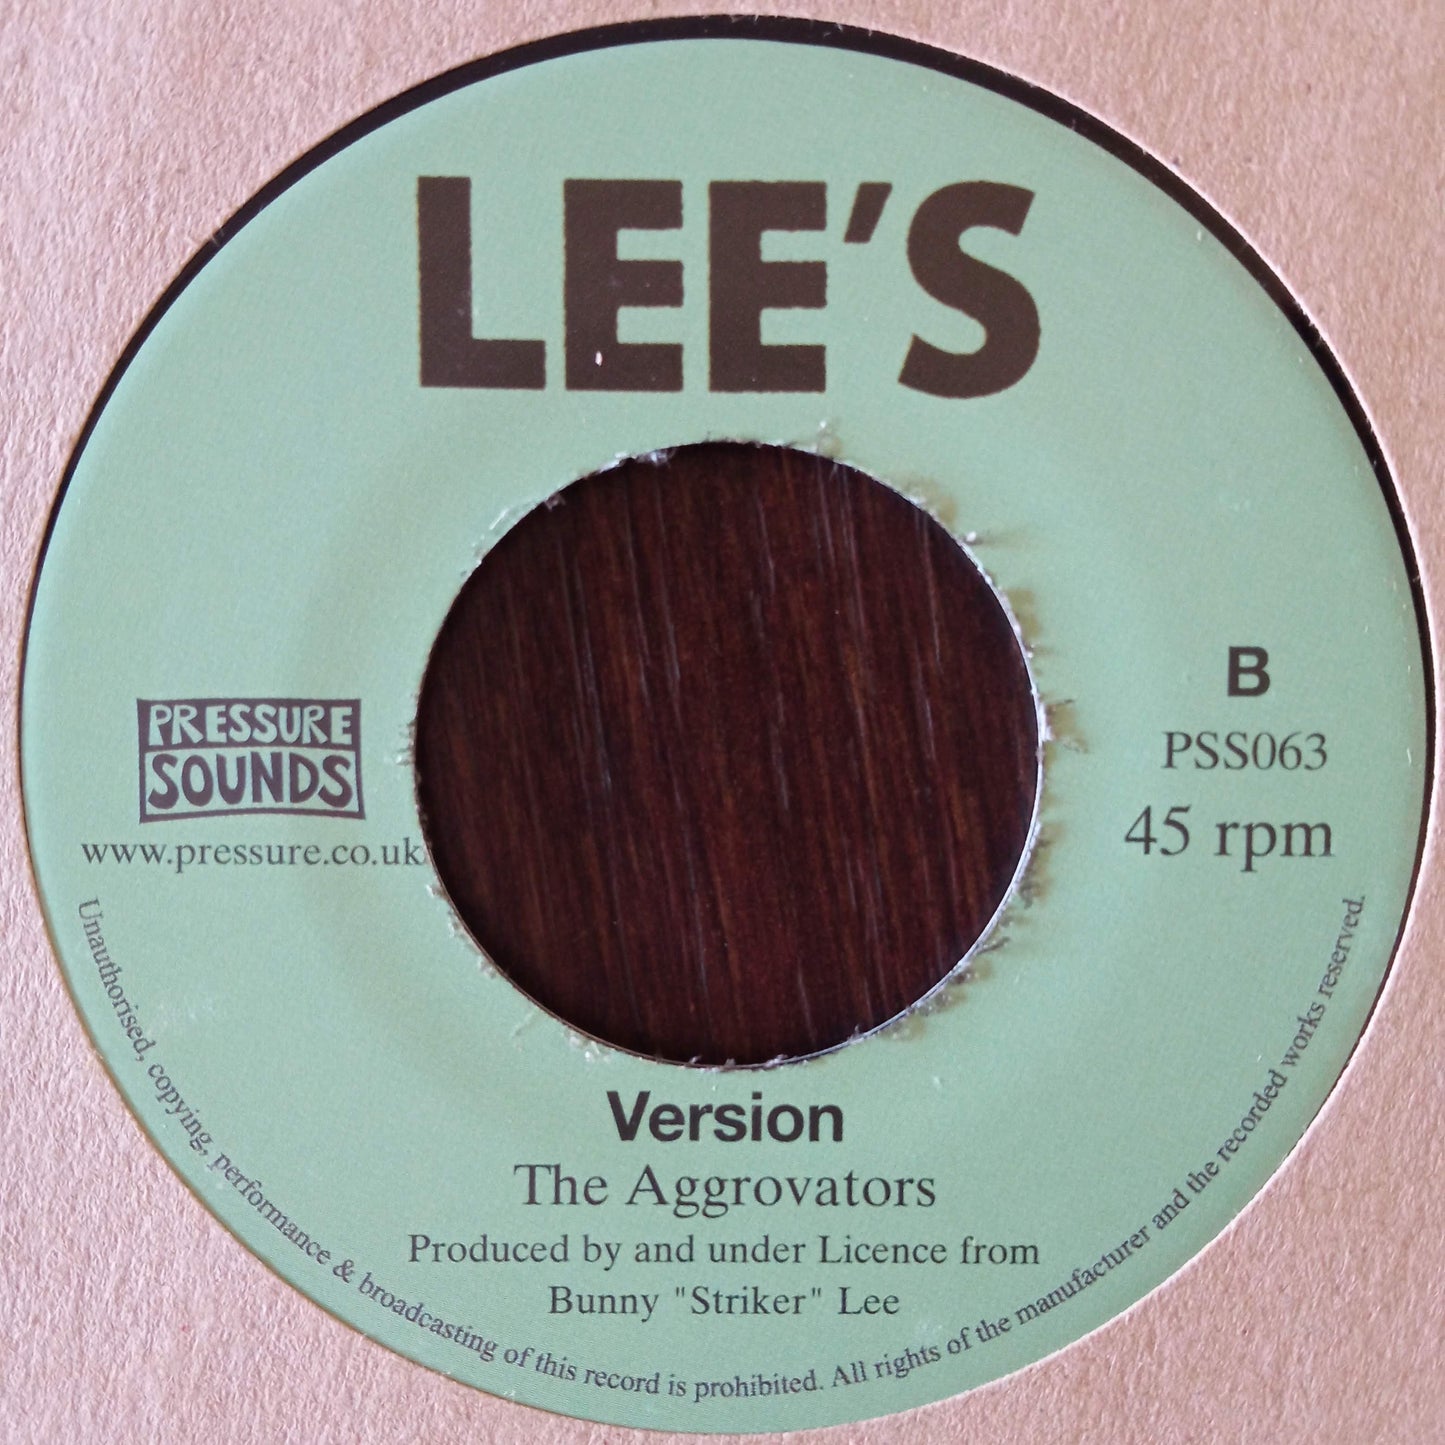 LEE'S
B
PSS063
45 rpm
PRESSURE
SOUNDS
www.pressure.co.uk
Version
The Aggrovators
Produced by and under Licence from
Bunny "Striker" Lee
Unauthorised, copying, performance & broadcasting of this record is prohibited. All rights of the manufacturer and the recorded works reserved.